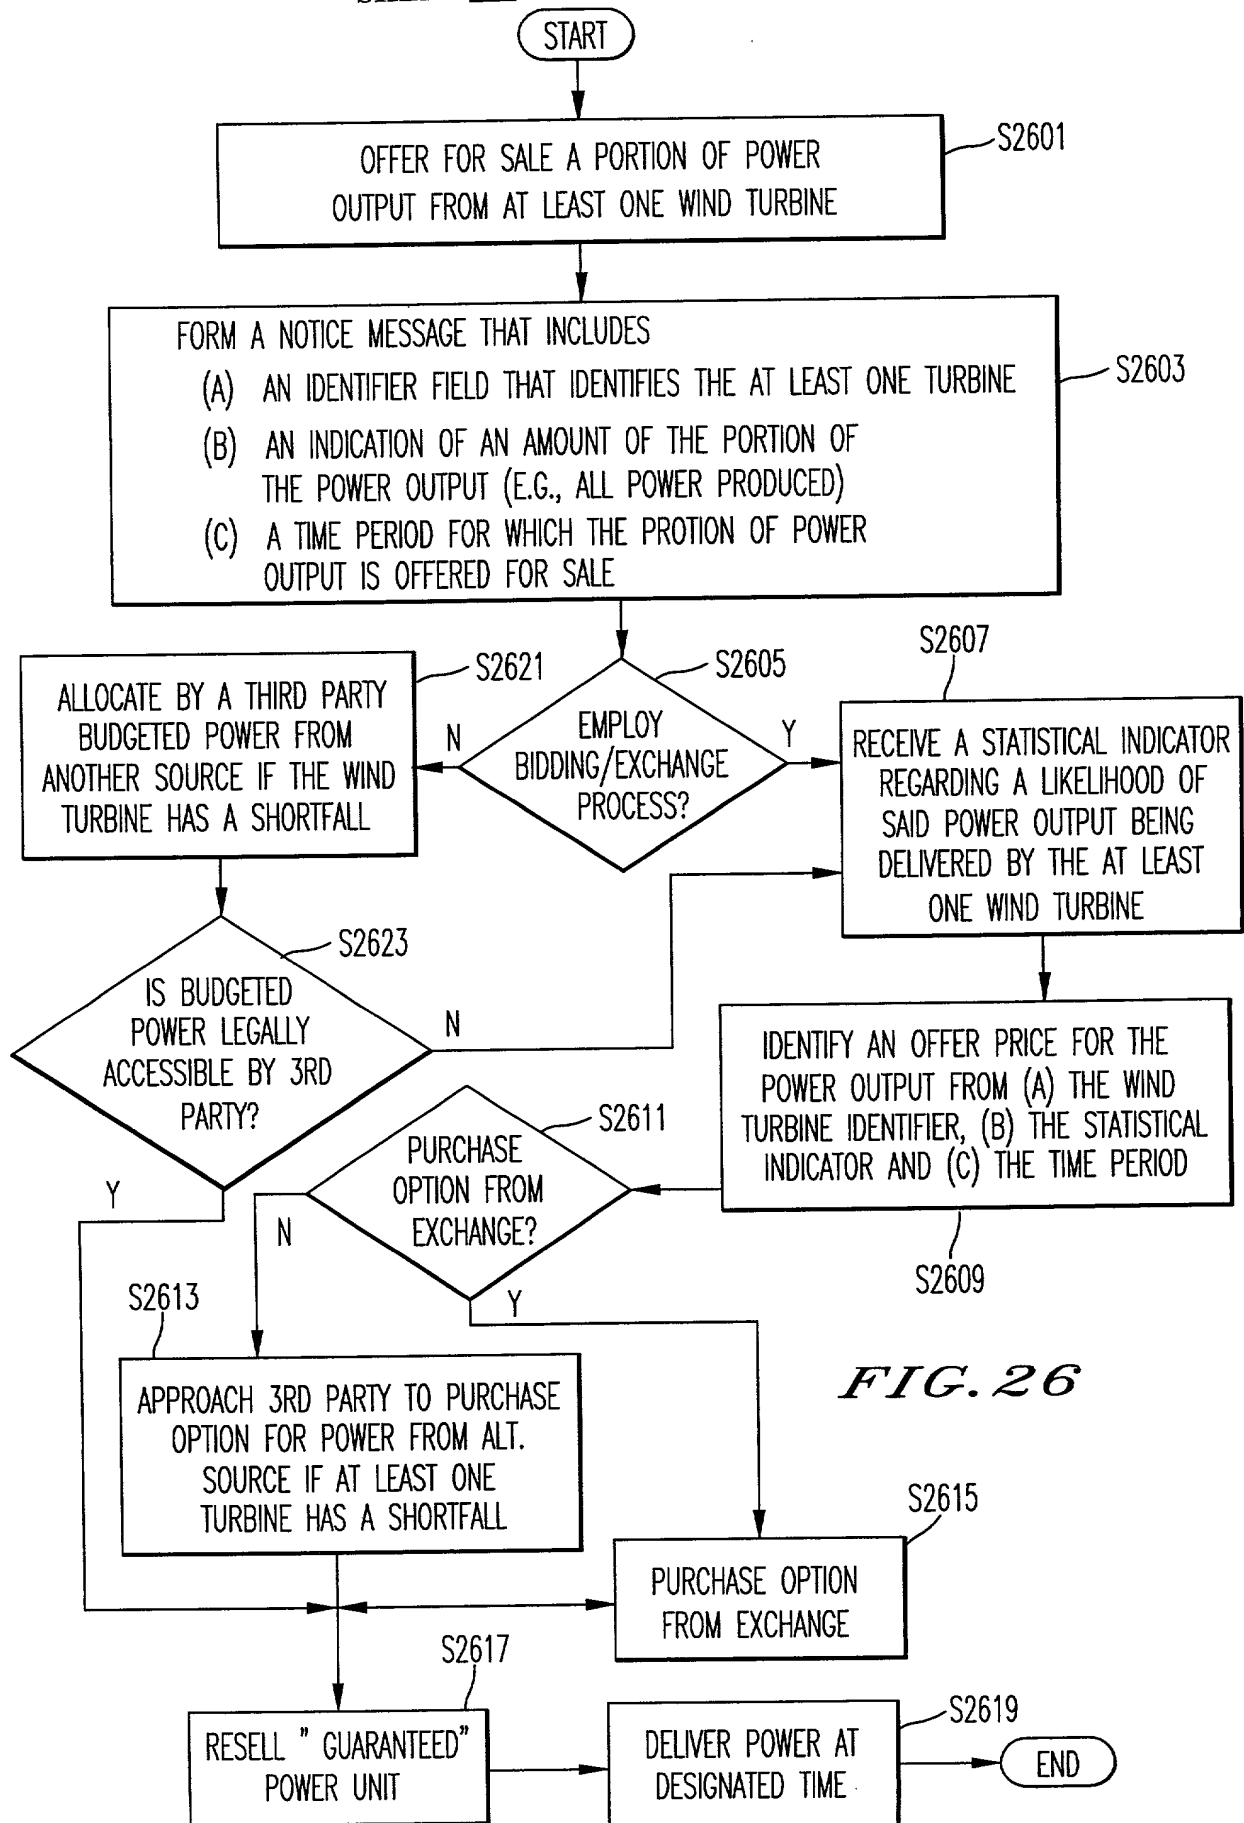 START
OFFER FOR SALE A PORTION OF POWER
OUTPUT FROM AT LEAST ONE WIND TURBINE
S2601
FORM A NOTICE MESSAGE THAT INCLUDES
(A) AN IDENTIFIER FIELD THAT IDENTIFIES THE AT LEAST ONE TURBINE
(B) AN INDICATION OF AN AMOUNT OF THE PORTION OF
THE POWER OUTPUT (E.G., ALL POWER PRODUCED)
(C) A TIME PERIOD FOR WHICH THE PROTION OF POWER
OUTPUT IS OFFERED FOR SALE
S2603
S2605
EMPLOY
BIDDING/EXCHANGE
PROCESS?
N
Y
S2621
ALLOCATE BY A THIRD PARTY
BUDGETED POWER FROM
ANOTHER SOURCE IF THE WIND
TURBINE HAS A SHORTFALL
S2607
RECEIVE A STATISTICAL INDICATOR
REGARDING A LIKELIHOOD OF
SAID POWER OUTPUT BEING
DELIVERED BY THE AT LEAST
ONE WIND TURBINE
S2623
IS BUDGETED
POWER LEGALLY
ACCESSIBLE BY 3RD
PARTY?
N
Y
IDENTIFY AN OFFER PRICE FOR THE
POWER OUTPUT FROM (A) THE WIND
TURBINE IDENTIFIER, (B) THE STATISTICAL
INDICATOR AND (C) THE TIME PERIOD
S2609
S2611
PURCHASE
OPTION FROM
EXCHANGE?
N
Y
S2613
APPROACH 3RD PARTY TO PURCHASE
OPTION FOR POWER FROM ALT.
SOURCE IF AT LEAST ONE
TURBINE HAS A SHORTFALL
FIG. 26
S2615
PURCHASE OPTION
FROM EXCHANGE
S2617
RESELL " GUARANTEED"
POWER UNIT
S2619
DELIVER POWER AT
DESIGNATED TIME
END